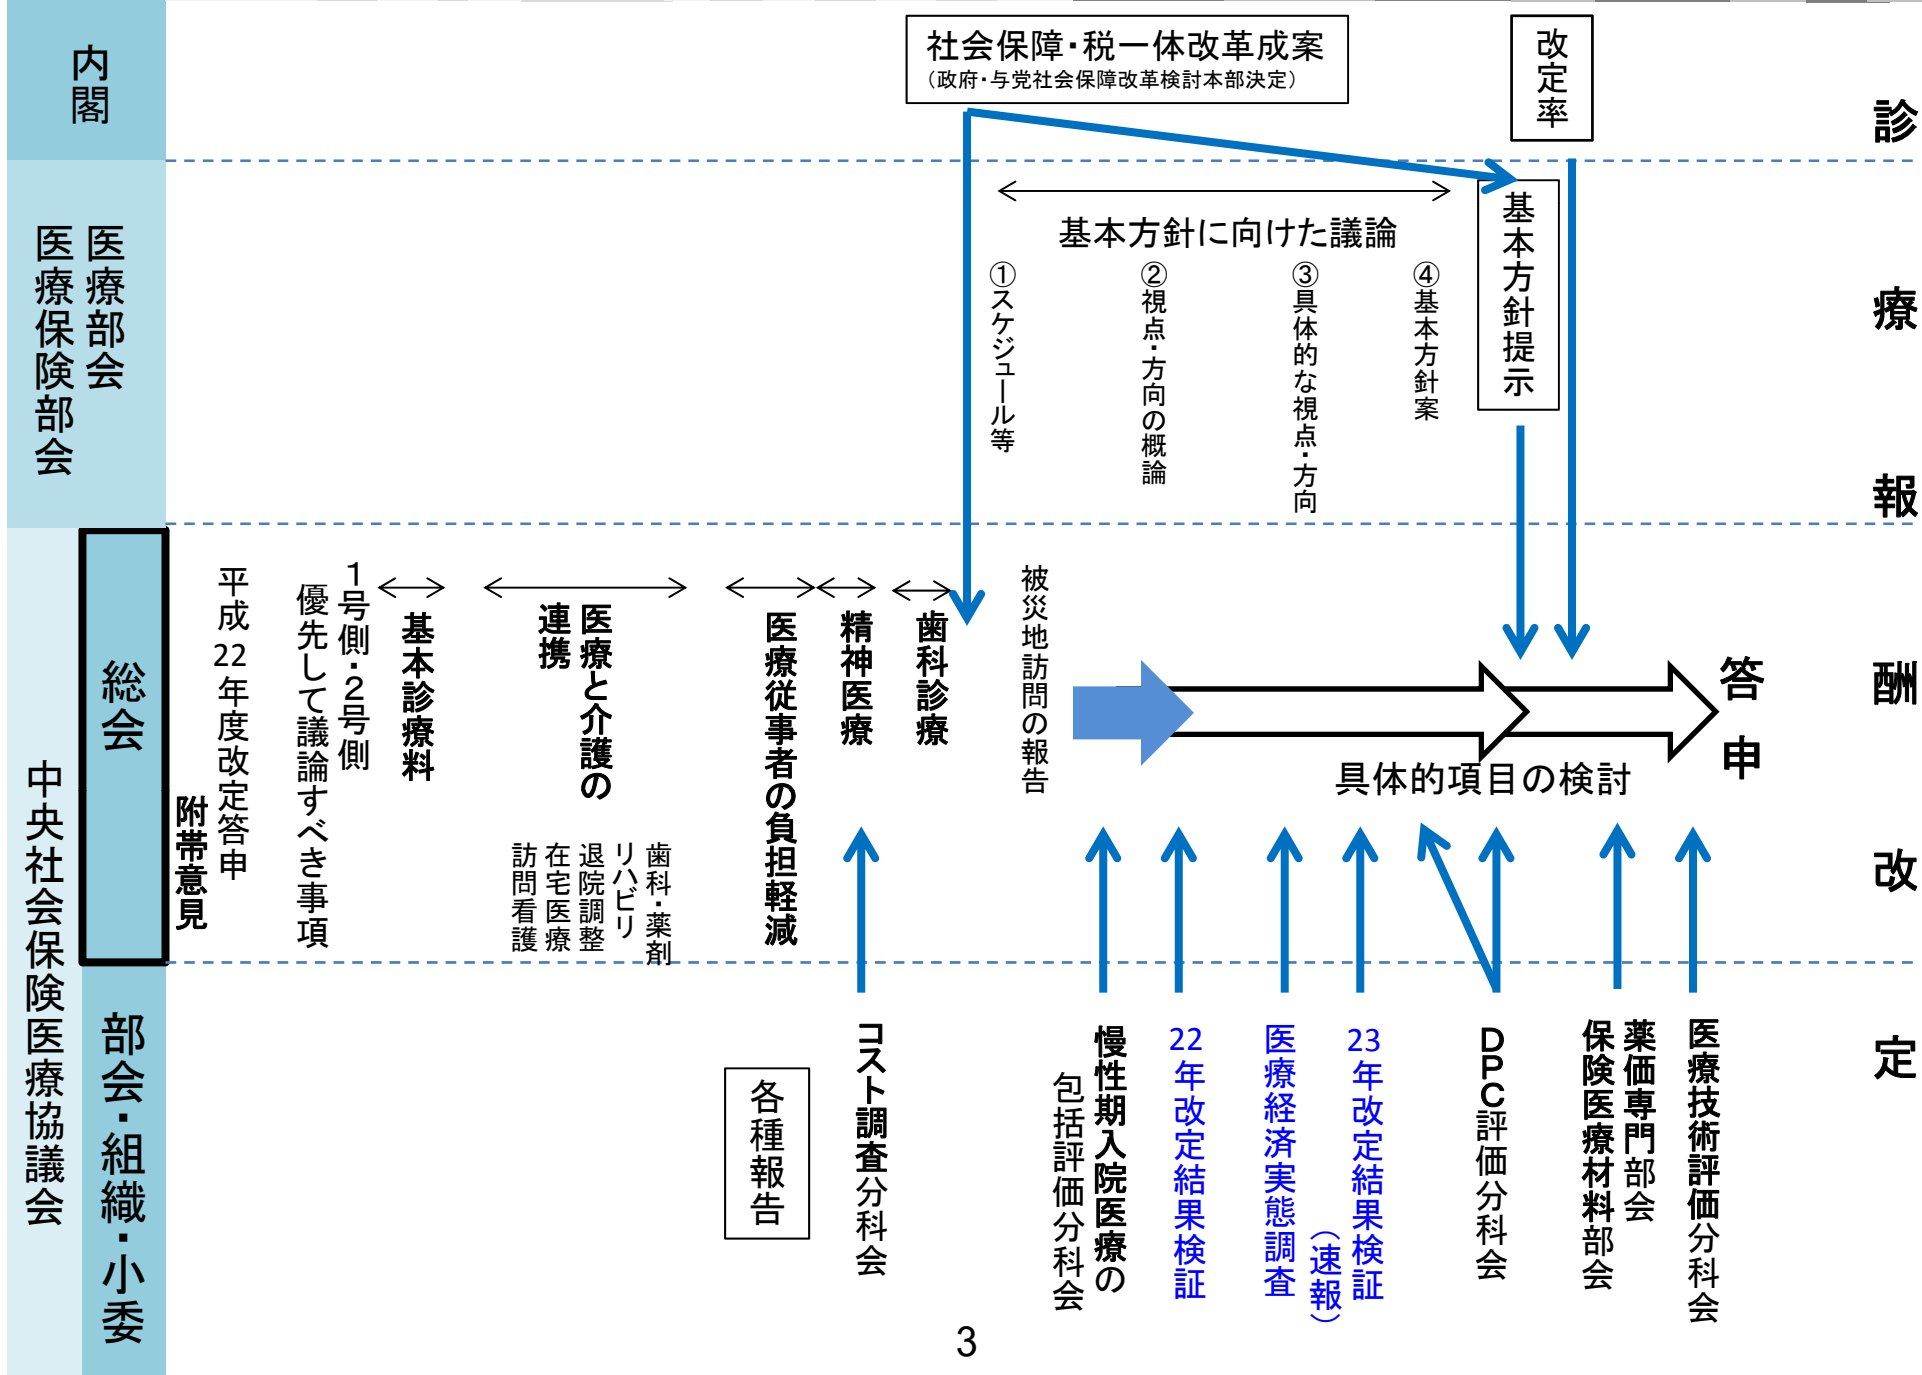 内閣
医療部会
医療保険部会
中央社会保険医療協議会
総会
部会・組織・小委
社会保障・税一体改革成案
（政府・与党社会保障改革検討本部決定）
改定率
基本方針に向けた議論
①スケジュール等
②視点・方向の概論
③具体的な視点・方向
④基本方針案
基本方針提示
平成22年度改定答申
附帯意見
1号側・2号側
優先して議論すべき事項
基本診療料
医療と介護の
連携
歯科・薬剤
リハビリ
退院調整
在宅医療
訪問看護
医療従事者の負担軽減
精神医療
歯科診療
被災地訪問の報告
具体的項目の検討
答申
各種報告
コスト調査分科会
慢性期入院医療の
包括評価分科会
22年改定結果検証
医療経済実態調査
23年改定結果検証
（速報）
DPC評価分科会
薬価専門部会
保険医療材料部会
医療技術評価分科会
診療報酬改定
3